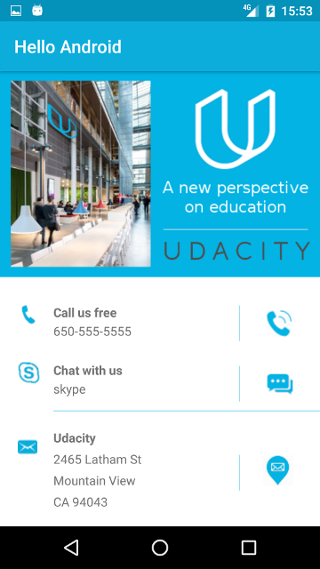 4G
15:53
Hello Android
A new perspective
on education
UDACITY
Call us free
650-555-5555
Chat with us
skype
Udacity
2465 Latham St
Mountain View
CA 94043